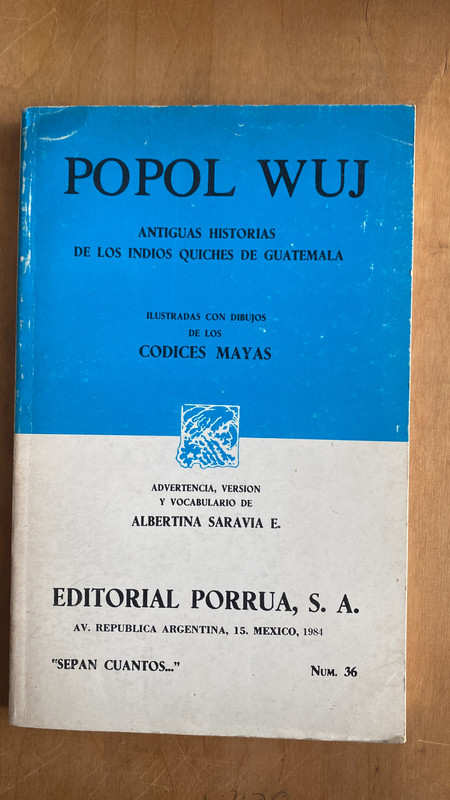 POPOL WUJ
ANTIGUAS HISTORIAS
DE LOS INDIOS QUICHES DE GUATEMALA
ILUSTRADAS CON DIBUJOS
DE LOS
CODICES MAYAS
ADVERTENCIA, VERSION
Y VOCABULARIO DE
ALBERTINA SARAVIA E.
EDITORIAL PORRUA, S. A.
AV. REPUBLICA ARGENTINA, 15. MEXICO, 1984
"SEPAN CUANTOS..." NUM. 36